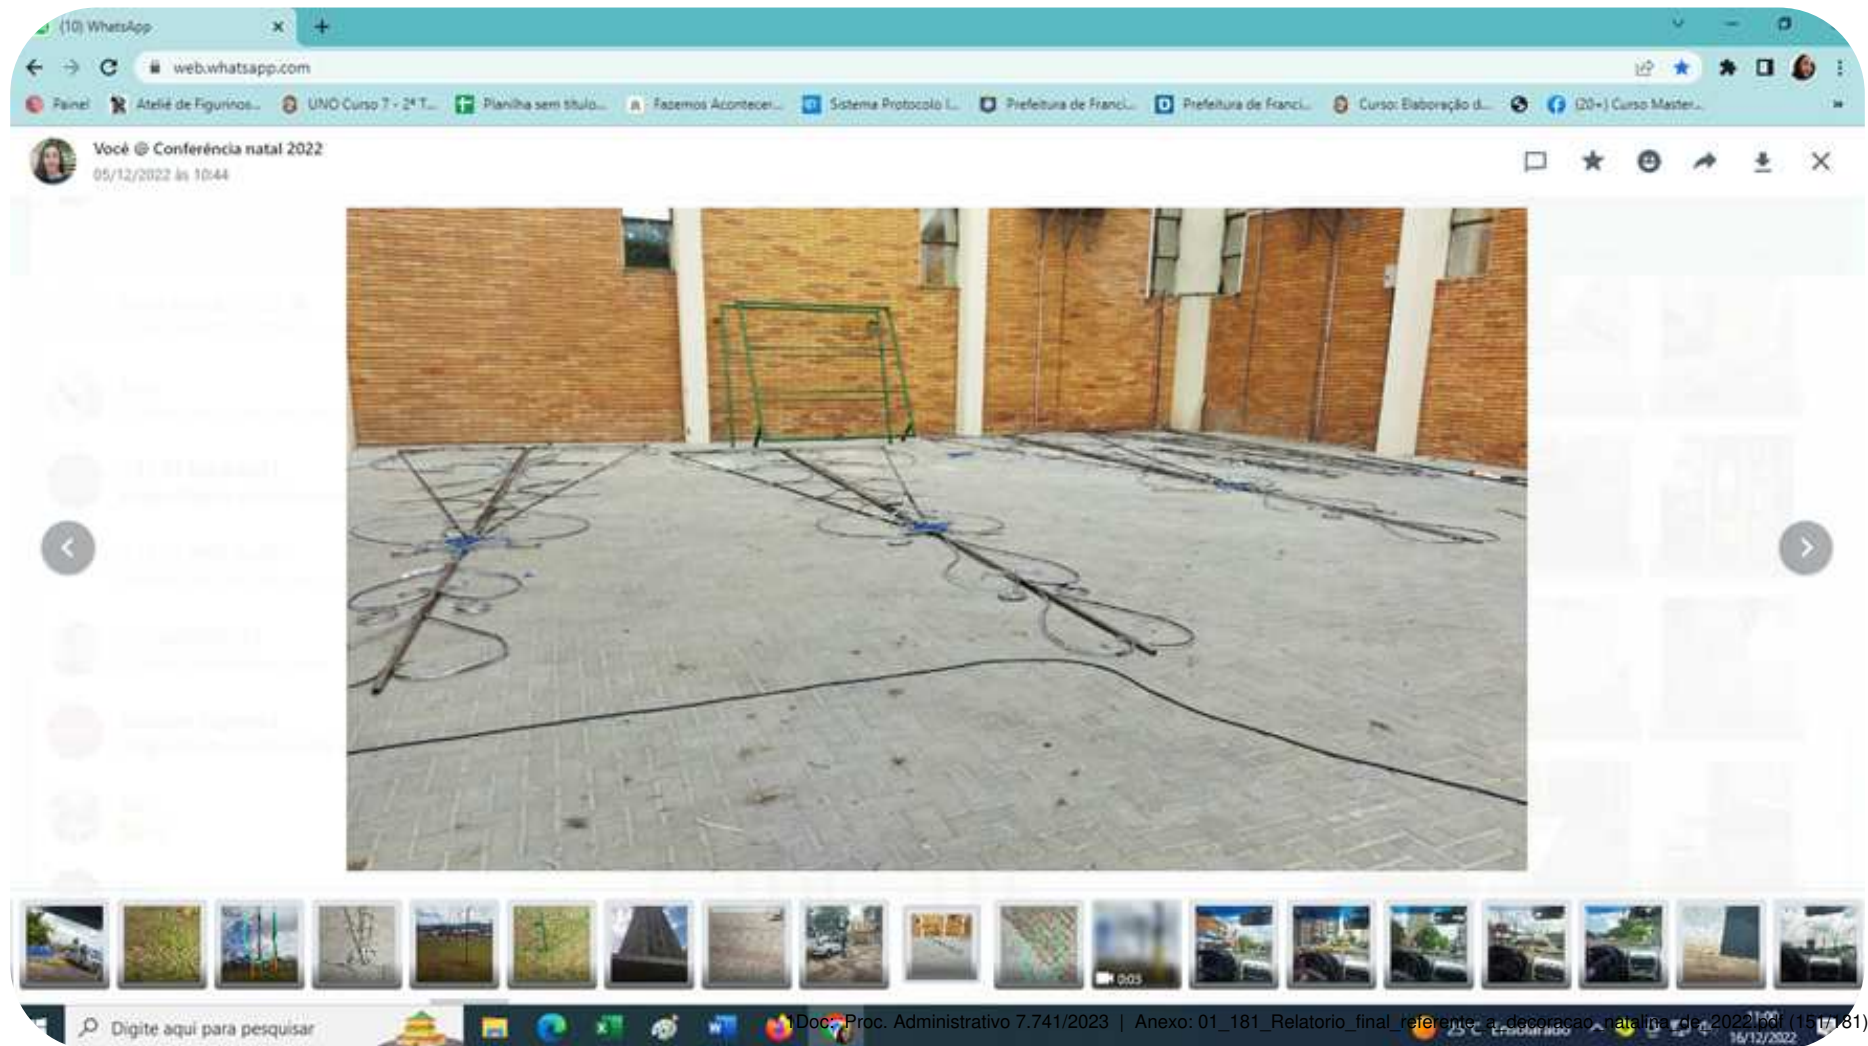 (10) WhatsApp
web.whatsapp.com
Painel
Ateliê de Figurinos...
UNO Curso 7 - 2ª T...
Planilha sem título...
Fazemos Acontecer...
Sistema Protocolo I...
Prefeitura de Franci...
Prefeitura de Franci...
Curso: Elaboração d...
(20+) Curso Master...
Você @ Conferência natal 2022
05/12/2022 às 10:44
0:05
Digite aqui para pesquisar
1Doc: Proc. Administrativo 7.741/2023 | Anexo: 01_181_Relatorio_final_referente_a_decoracao_natalina_de_2022.pdf (151/181)
16/12/2022